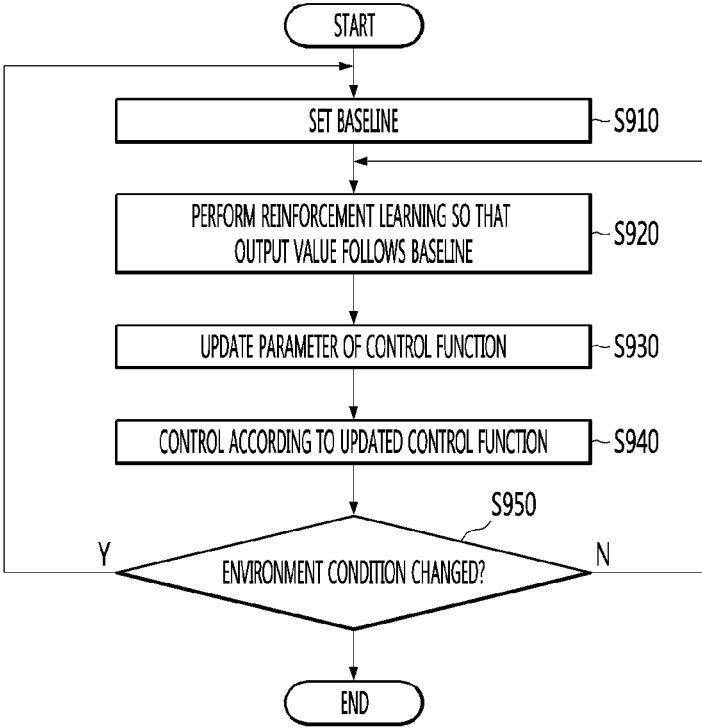 START
SET BASELINE
S910
PERFORM REINFORCEMENT LEARNING SO THAT
OUTPUT VALUE FOLLOWS BASELINE
S920
UPDATE PARAMETER OF CONTROL FUNCTION
S930
CONTROL ACCORDING TO UPDATED CONTROL FUNCTION
S940
S950
Y
ENVIRONMENT CONDITION CHANGED?
N
END